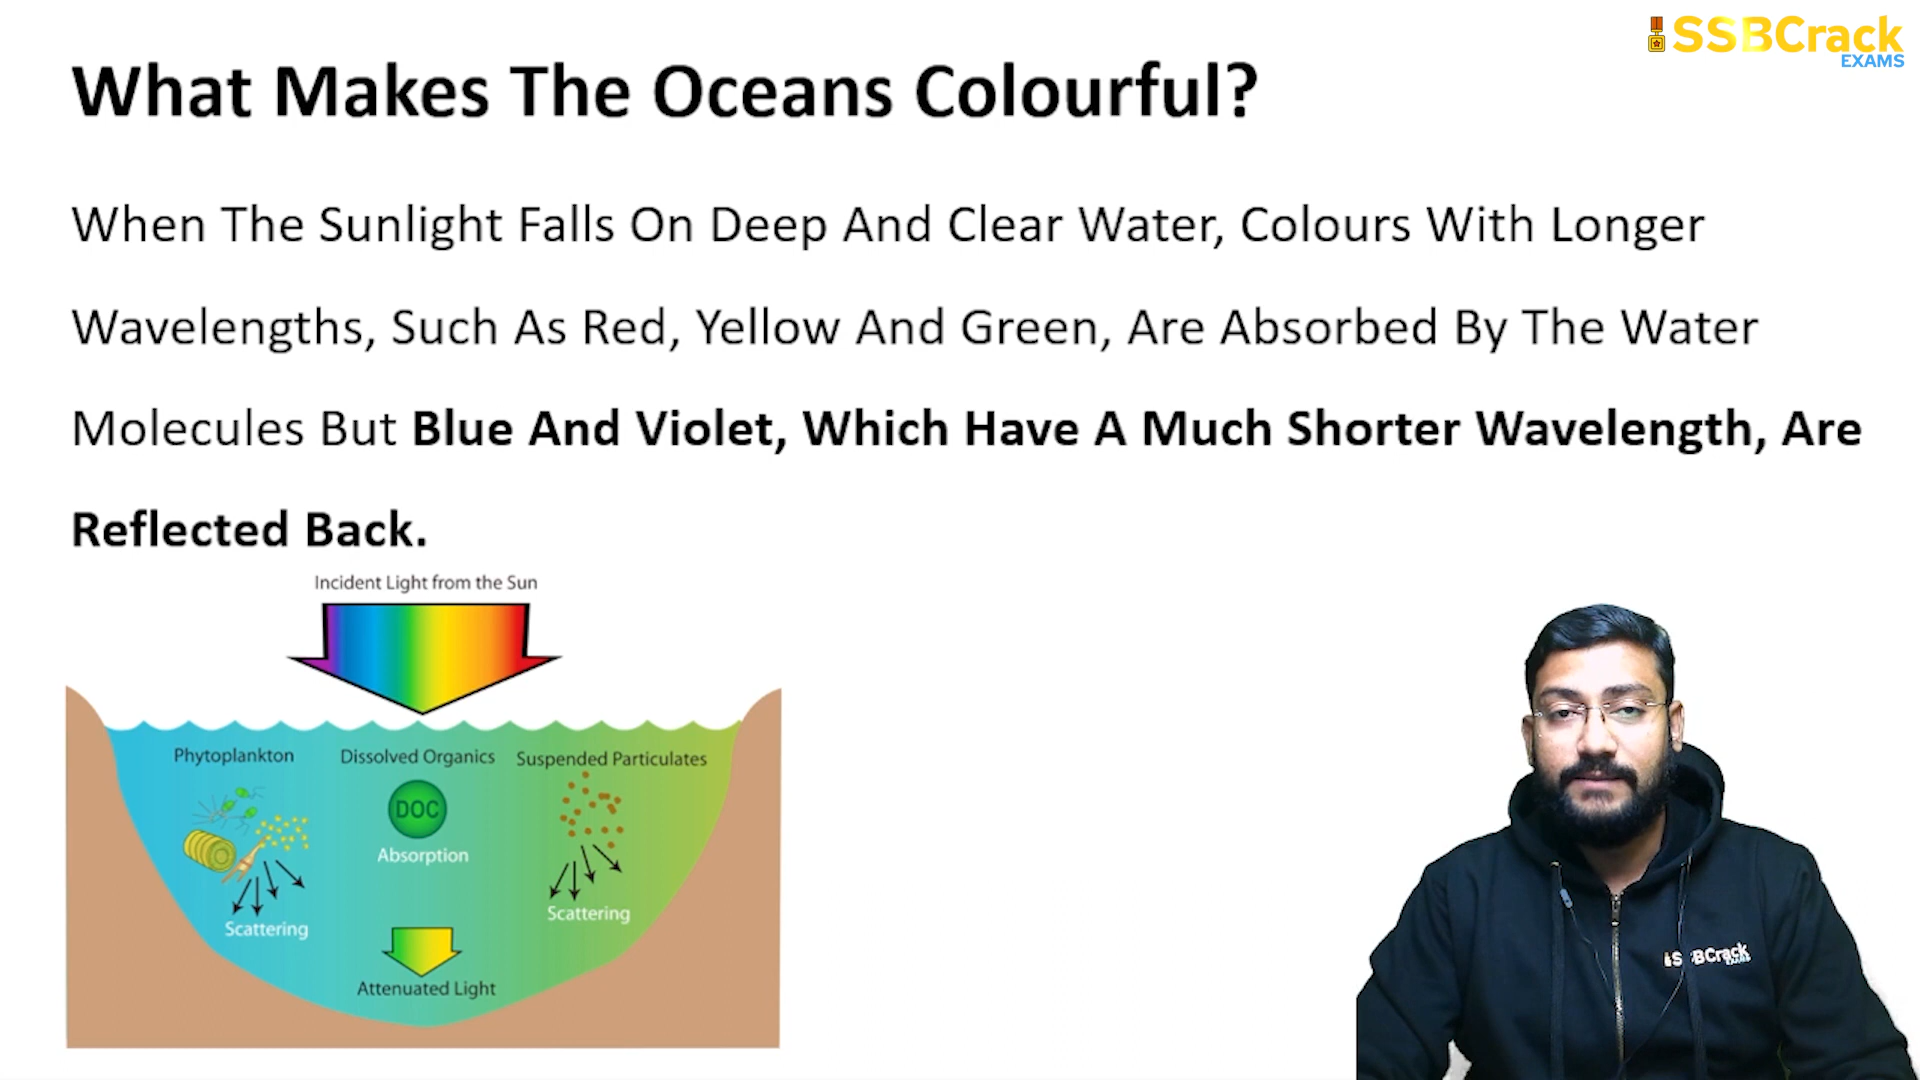 SSBCrack
EXAMS
What Makes The Oceans Colourful?
When The Sunlight Falls On Deep And Clear Water, Colours With Longer
Wavelengths, Such As Red, Yellow And Green, Are Absorbed By The Water
Molecules But Blue And Violet, Which Have A Much Shorter Wavelength, Are
Reflected Back.
Incident Light from the Sun
Phytoplankton
Dissolved Organics
Suspended Particulates
DOC
Absorption
Scattering
Scattering
Attenuated Light
SSBCrack
EXAMS